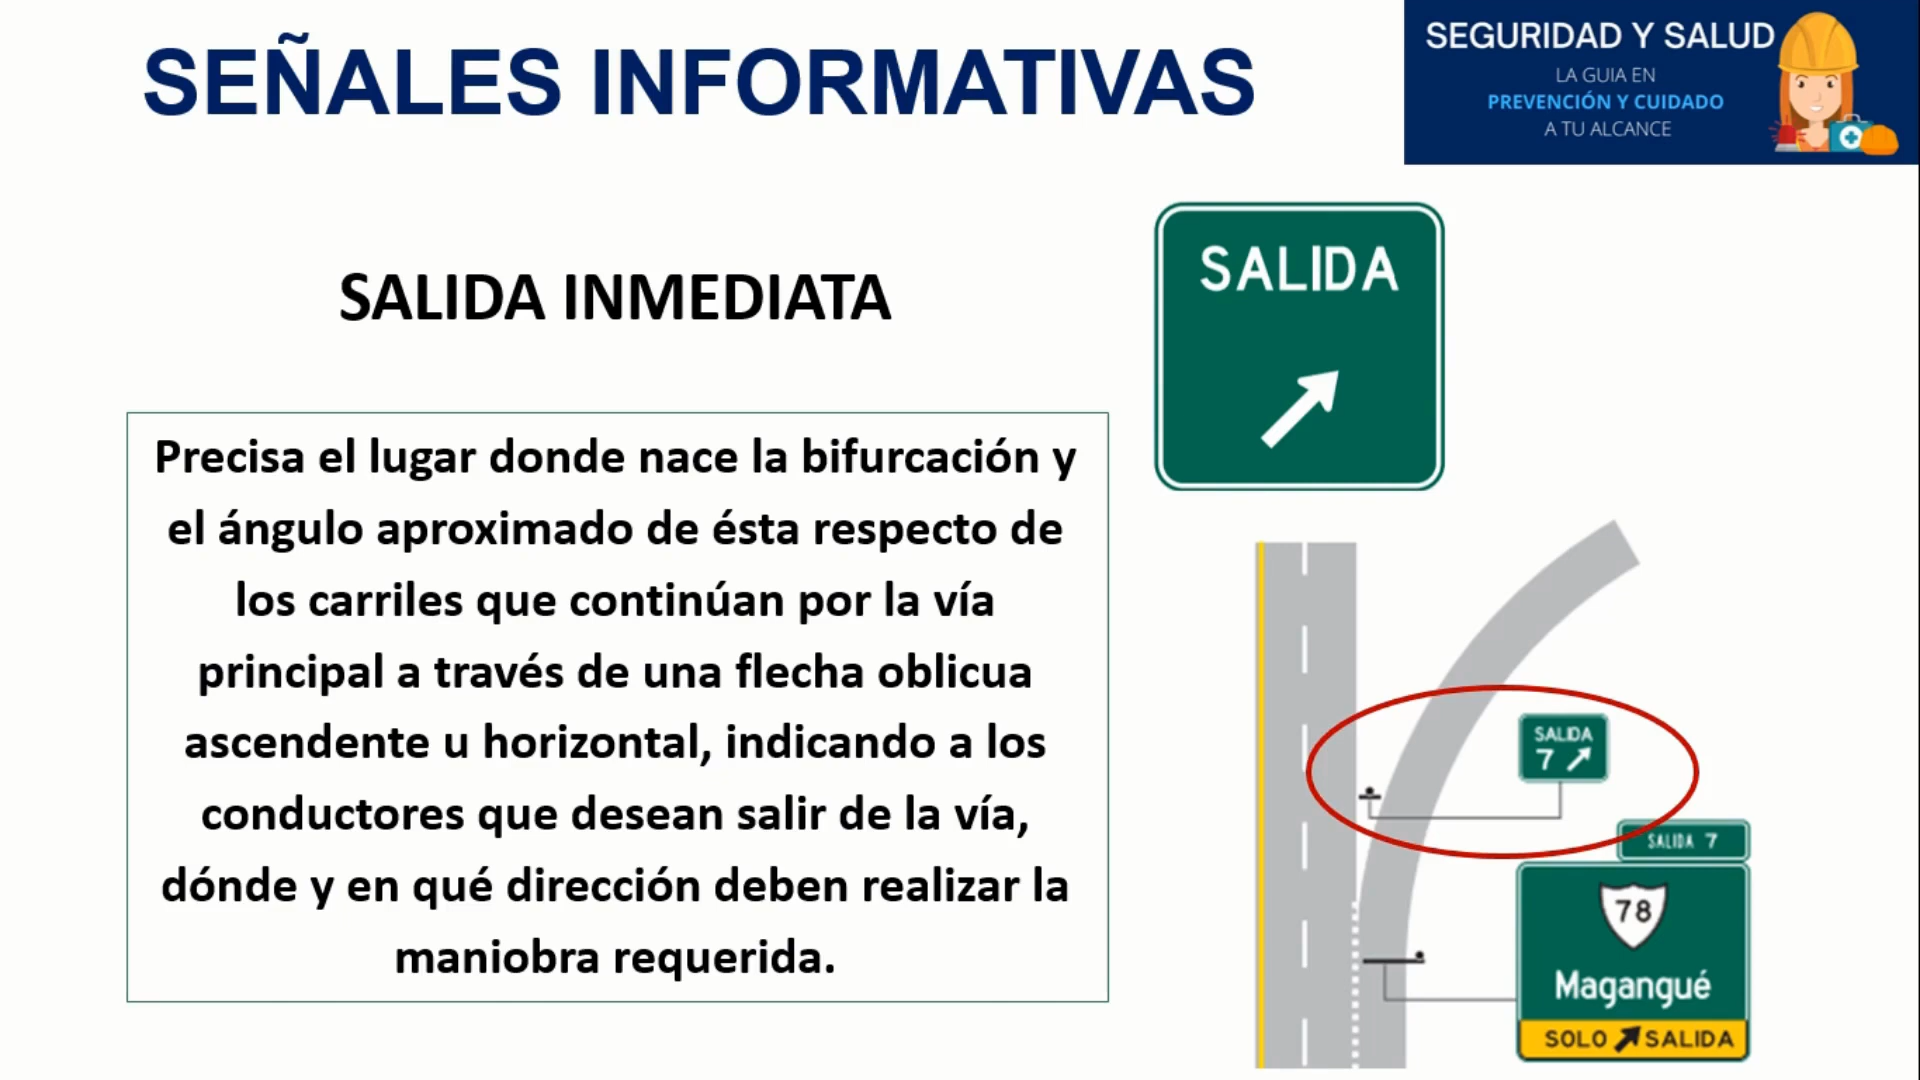 SEÑALES INFORMATIVAS
SEGURIDAD Y SALUD
LA GUIA EN
PREVENCIÓN Y CUIDADO
A TU ALCANCE
SALIDA INMEDIATA
Precisa el lugar donde nace la bifurcación y
el ángulo aproximado de ésta respecto de
los carriles que continúan por la vía
principal a través de una flecha oblicua
ascendente u horizontal, indicando a los
conductores que desean salir de la vía,
dónde y en qué dirección deben realizar la
maniobra requerida.
SALIDA
SALIDA
7
SALIDA 7
78
Magangué
SOLO SALIDA